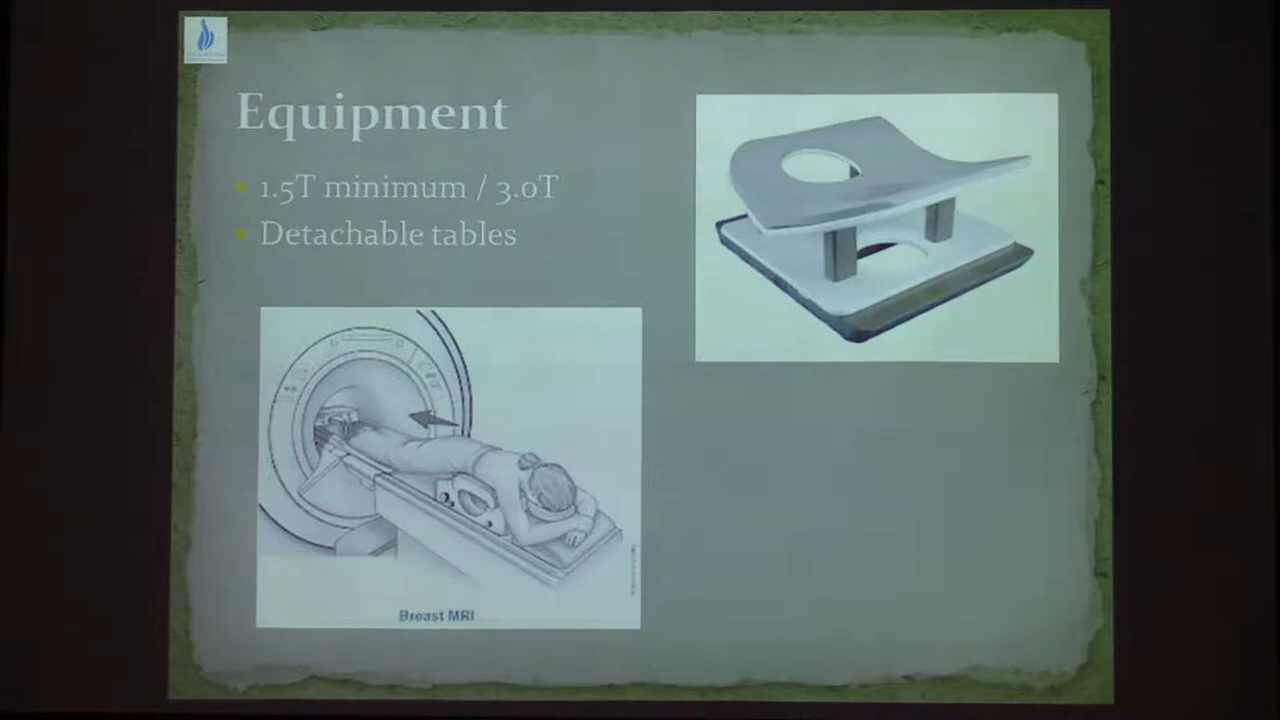 Equipment
1.5T minimum / 3.0T
Detachable tables
Breast MRI